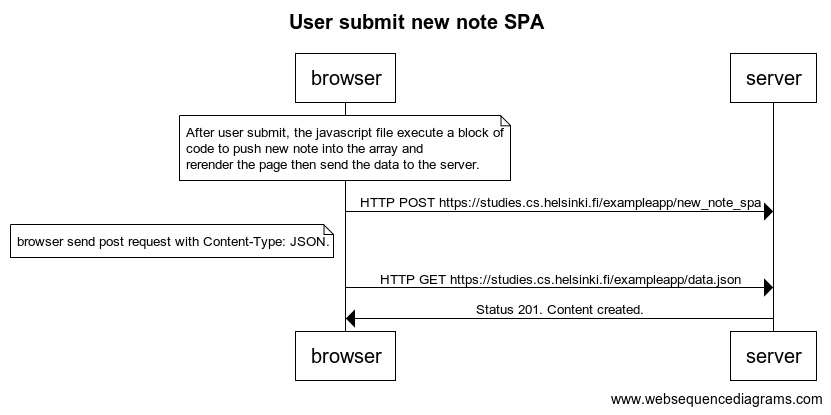 User submit new note SPA
browser
server
After user submit, the javascript file execute a block of
code to push new note into the array and
rerender the page then send the data to the server.
HTTP POST https://studies.cs.helsinki.fi/exampleapp/new_note_spa
browser send post request with Content-Type: JSON.
HTTP GET https://studies.cs.helsinki.fi/exampleapp/data.json
Status 201. Content created.
browser
server
www.websequencediagrams.com